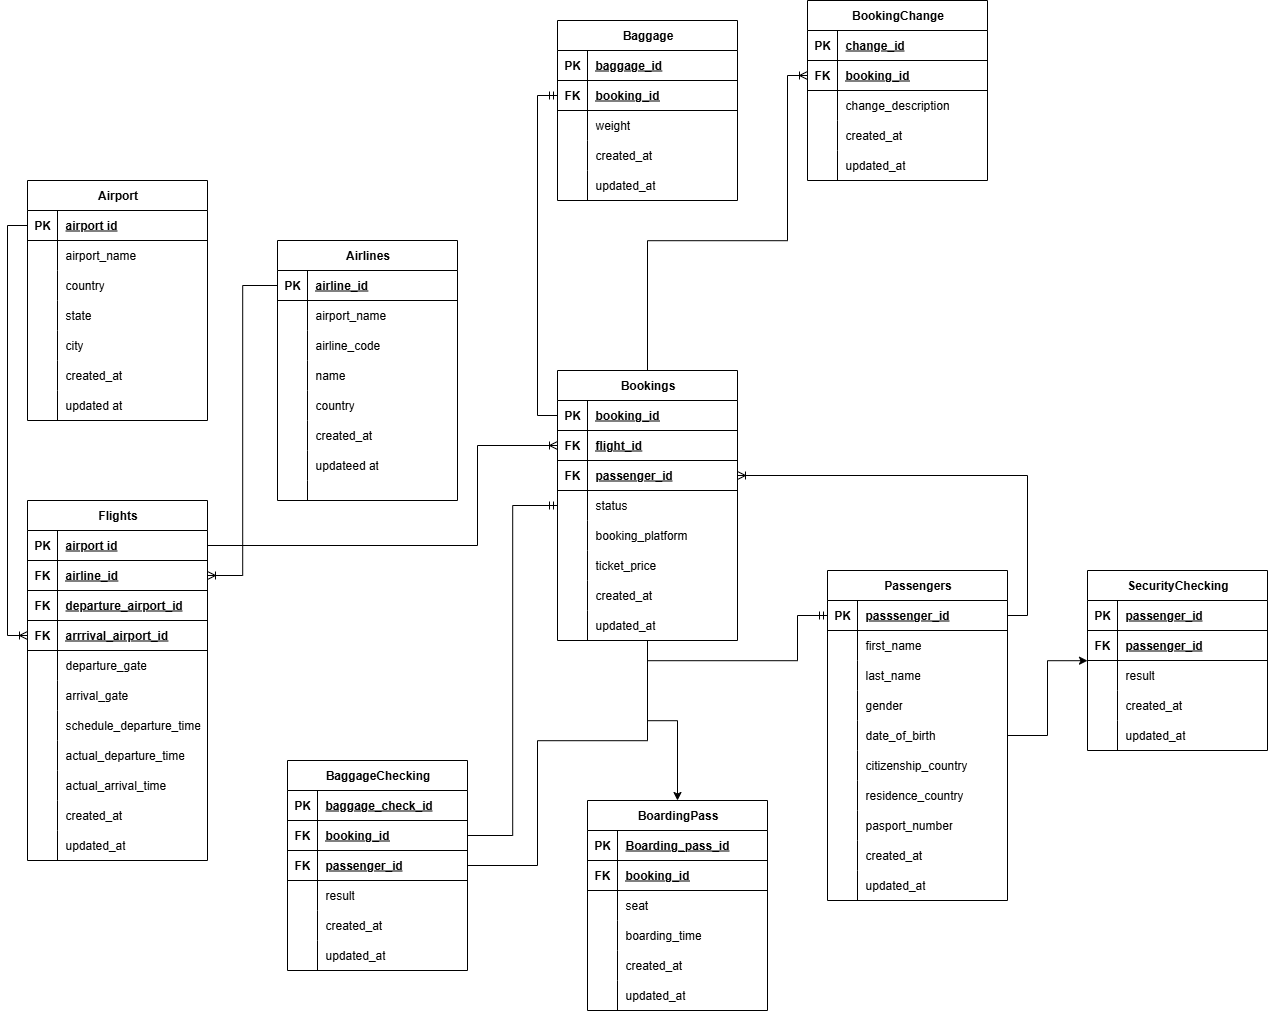 BookingChange
PK change_id
FK booking_id
change_description
created_at
updated_at
Baggage
PK baggage_id
FK booking_id
weight
created_at
updated_at
Airport
PK airport id
airport_name
country
state
city
created_at
updated at
Airlines
PK airline_id
airport_name
airline_code
name
country
created_at
updateed at
Bookings
PK booking_id
FK flight_id
FK passenger_id
status
booking_platform
ticket_price
created_at
updated_at
Flights
PK airport id
FK airline_id
FK departure_airport_id
FK arrrival_airport_id
departure_gate
arrival_gate
schedule_departure_time
actual_departure_time
actual_arrival_time
created_at
updated_at
Passengers
PK passsenger_id
first_name
last_name
gender
date_of_birth
citizenship_country
residence_country
pasport_number
created_at
updated_at
SecurityChecking
PK passenger_id
FK passenger_id
result
created_at
updated_at
BaggageChecking
PK baggage_check_id
FK booking_id
FK passenger_id
result
created_at
updated_at
BoardingPass
PK Boarding_pass_id
FK booking_id
seat
boarding_time
created_at
updated_at